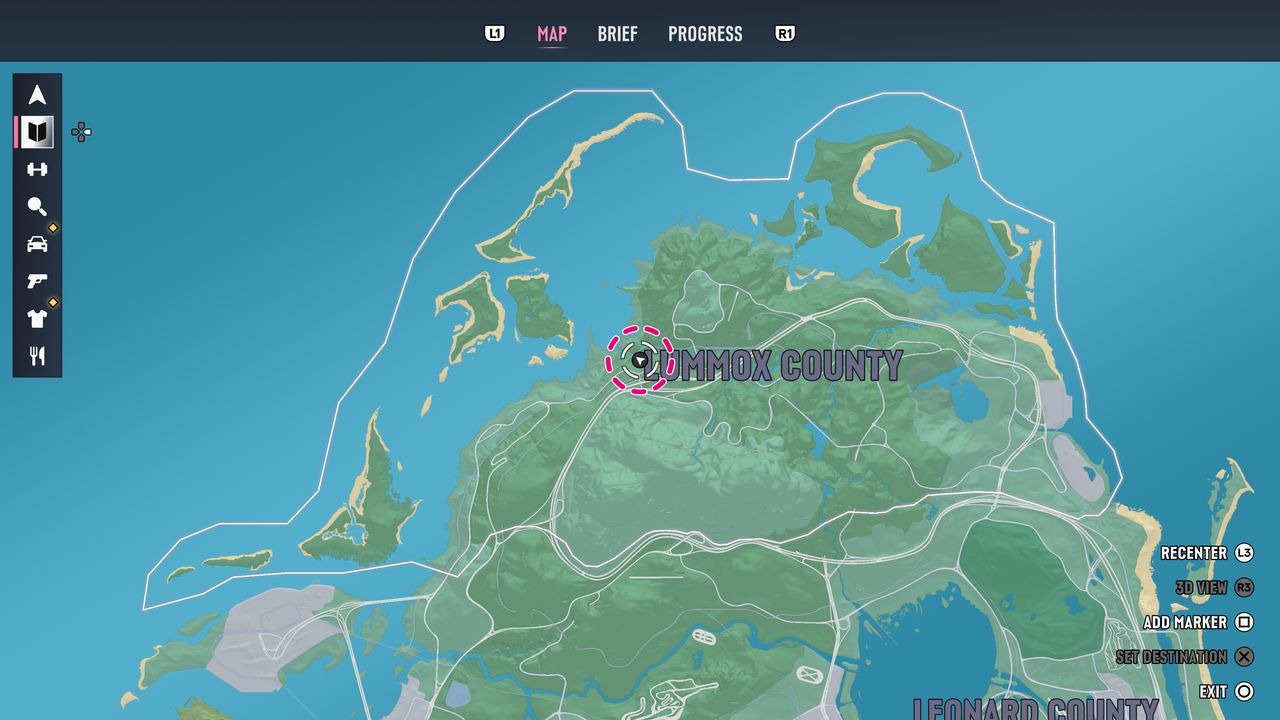 L1 MAP BRIEF PROGRESS R1
LUMMOX COUNTY
RECENTER L3
3D VIEW R3
ADD MARKER
SET DESTINATION
EXIT
LEONARD COUNTY